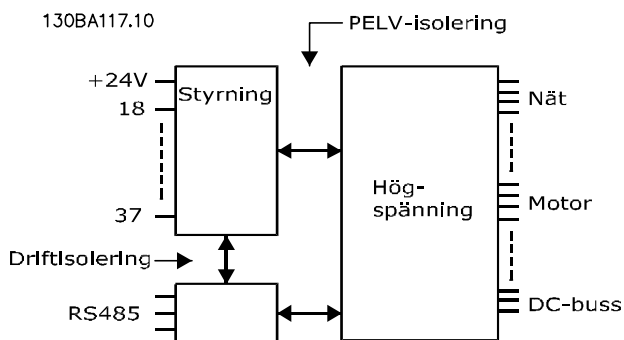 130BA117.10
PELV-isolering
+24V
18
37
Styrning
Hög-
spänning
Nät
Motor
DC-buss
Driftisolering
RS485